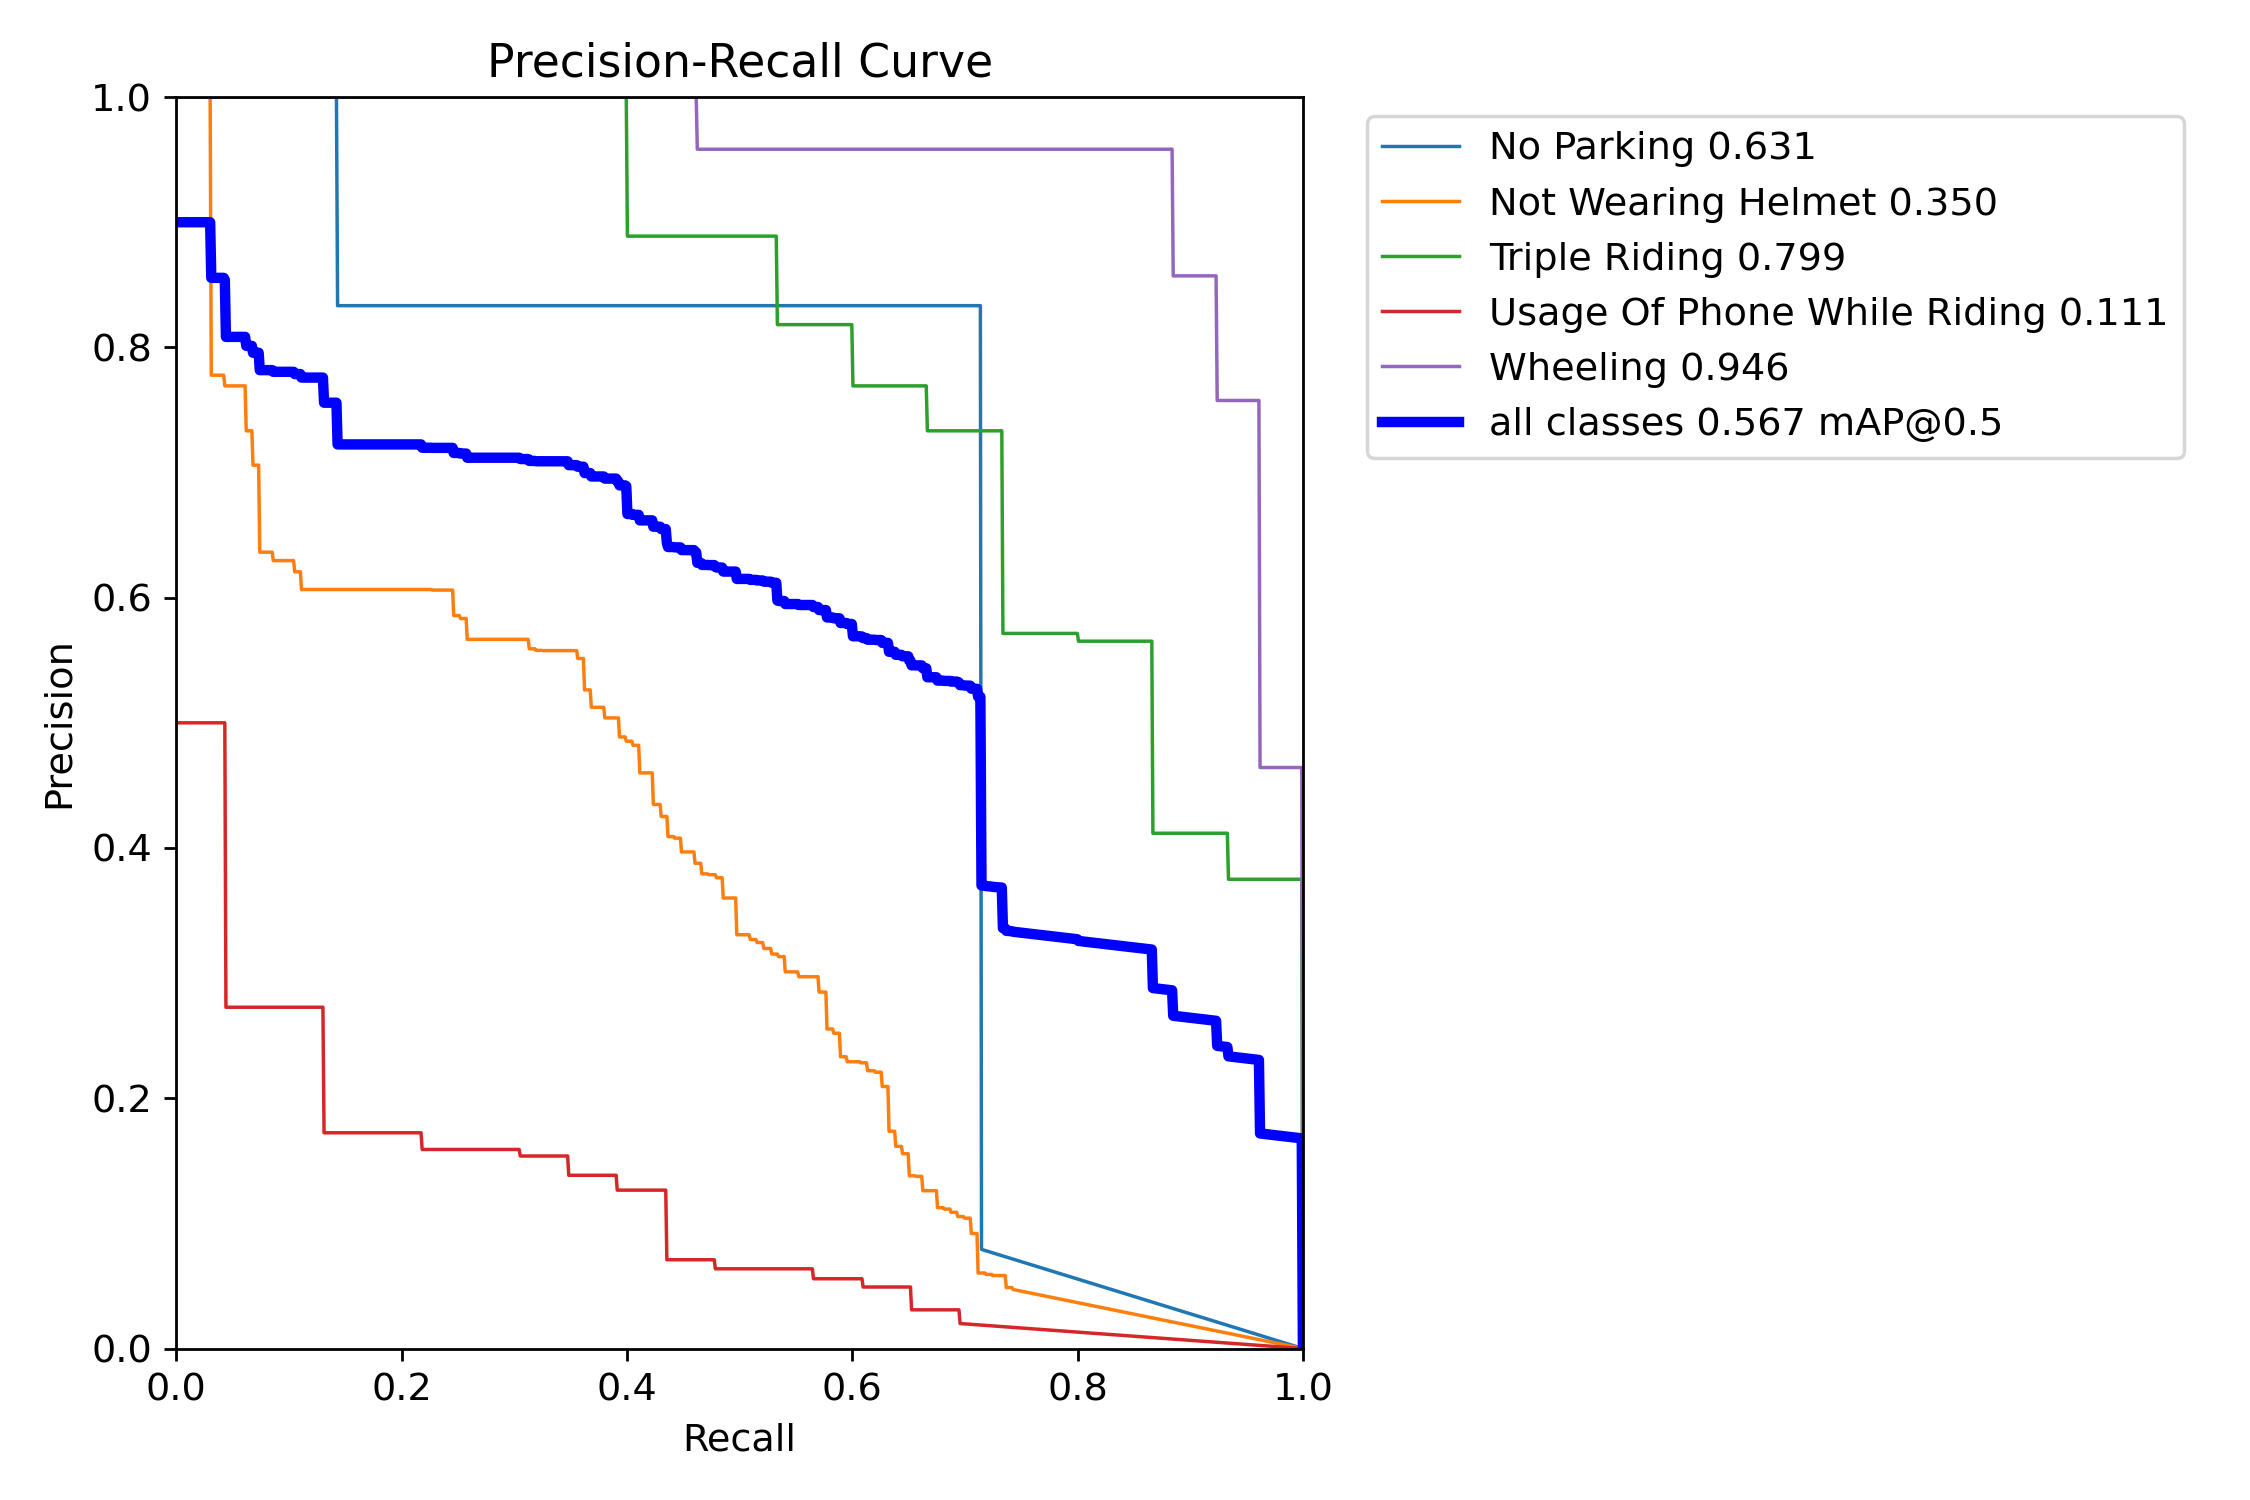 Precision-Recall Curve
1.0
0.8
0.6
0.4
0.2
0.0
Precision
0.0 0.2 0.4 0.6 0.8 1.0
Recall
No Parking 0.631
Not Wearing Helmet 0.350
Triple Riding 0.799
Usage Of Phone While Riding 0.111
Wheeling 0.946
all classes 0.567 mAP@0.5